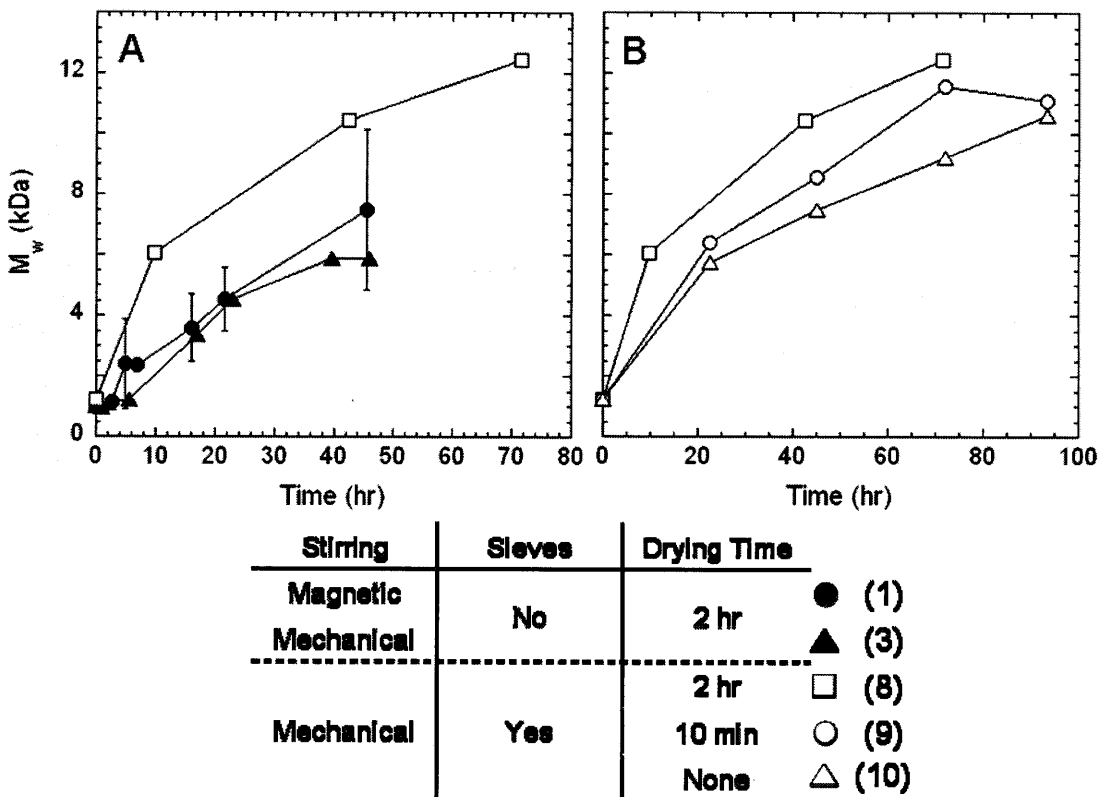 A
B
12
8
4
0
M_w (kDa)
0 10 20 30 40 50 60 70 80
0 20 40 60 80 100
Time (hr)
Time (hr)
Stirring Sieves Drying Time
Magnetic
No 2 hr
Mechanical
(1)
(3)
2 hr (8)
Mechanical Yes 10 min (9)
None (10)